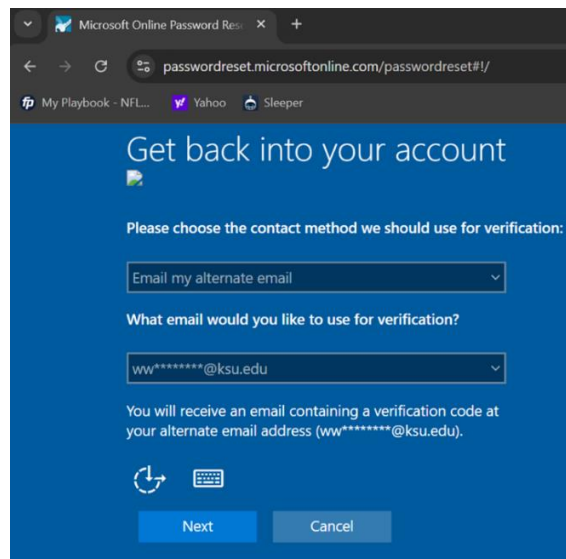 Microsoft Online Password Res
passwordreset.microsoftonline.com/passwordreset#!/
fp My Playbook - NFL... Yahoo Sleeper
Get back into your account
Please choose the contact method we should use for verification:
Email my alternate email
What email would you like to use for verification?
ww********@ksu.edu
You will receive an email containing a verification code at
your alternate email address (ww********@ksu.edu).
Next Cancel